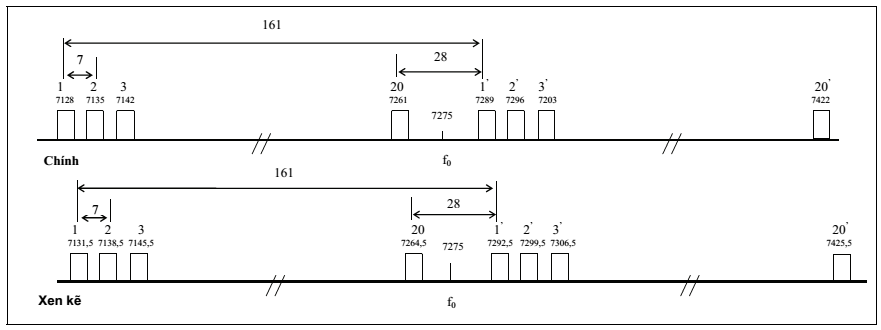 161
7 28
1 2 3 20 1' 2' 3' 20'
7128 7135 7142 7261 7289 7296 7203 7422
7275
Chính f₀
161
7 28
1 2 3 20 1' 2' 3' 20'
7131,5 7138,5 7145,5 7264,5 7275 7292,5 7299,5 7306,5 7425,5
Xen kẽ f₀